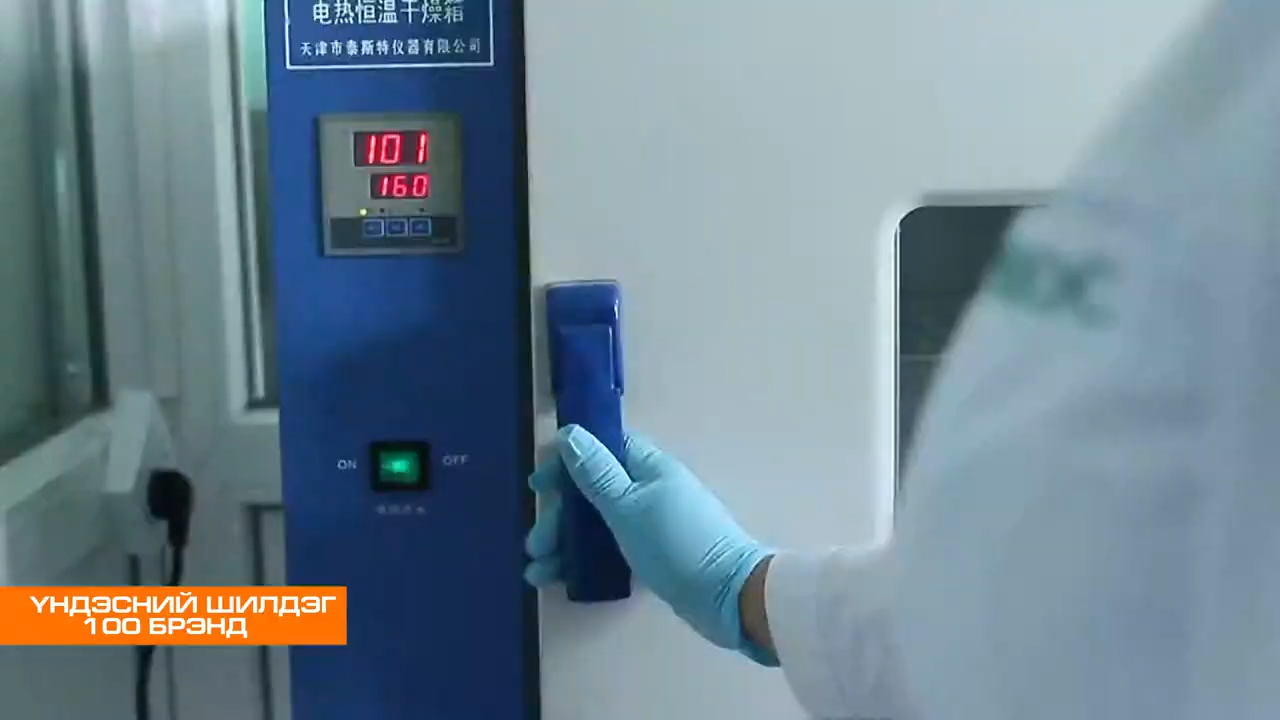 电热恒温干燥箱
天津市泰斯特仪器有限公司
101
160
ON
OFF
ҮНДЭСНИЙ ШИЛДЭГ
100 БРЭНД